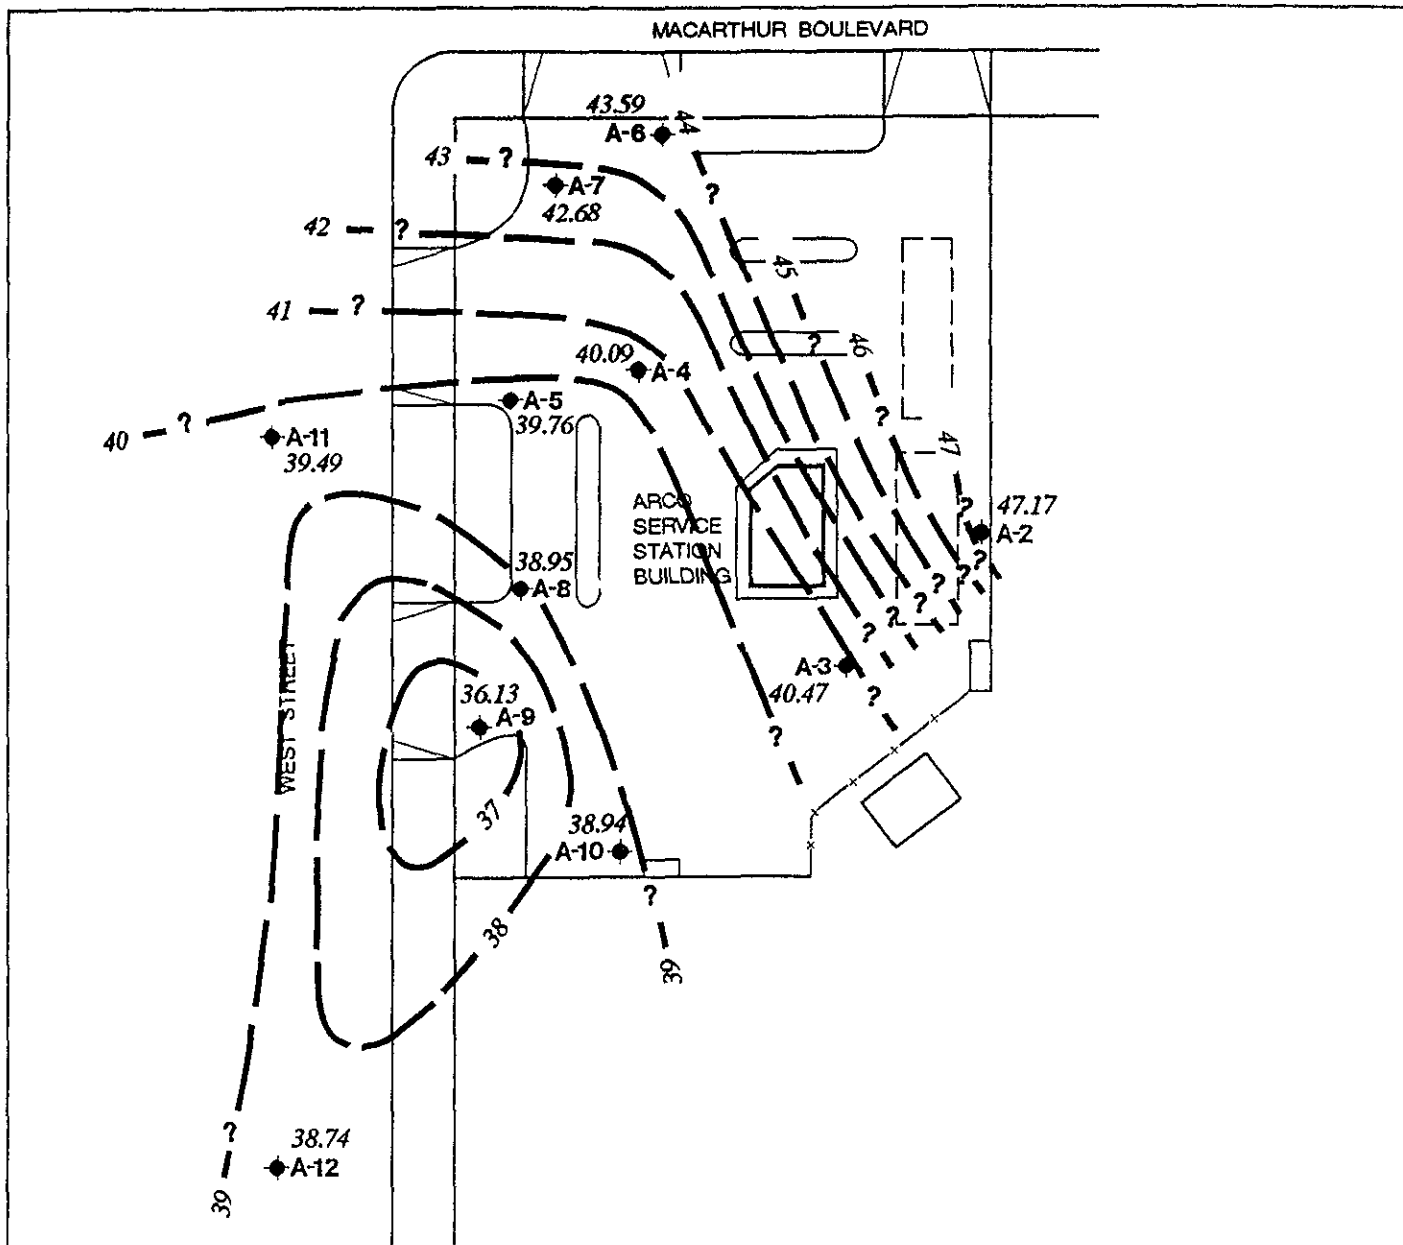 MACARTHUR BOULEVARD
43.59
A-6
44
43 ?
A-7
?
42.68
42 ?
45
41 ?
46
?
40.09
A-4
A-5
39.76
?
40 ?
A-11
39.49
47
ARCO
SERVICE
STATION
BUILDING
47.17
?
A-2
38.95
A-8
?
?
?
?
?
?
WEST STREET
A-3
40.47
?
36.13
A-9
?
37
38.94
A-10
?
38
39
?
38.74
A-12
39